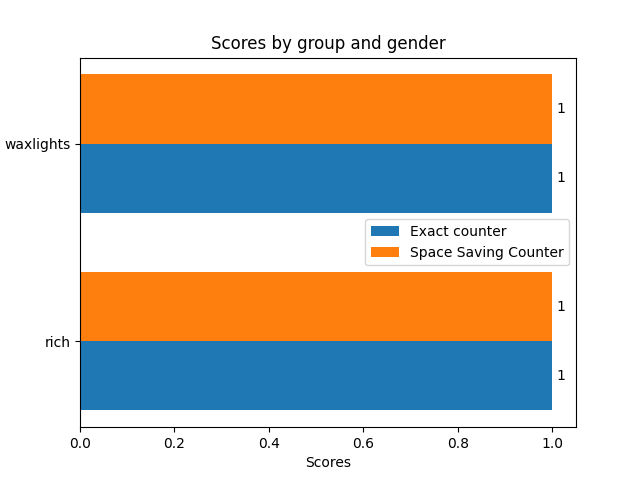 Scores by group and gender
waxlights
1
1
Exact counter
Space Saving Counter
rich
1
1
0.0 0.2 0.4 0.6 0.8 1.0
Scores